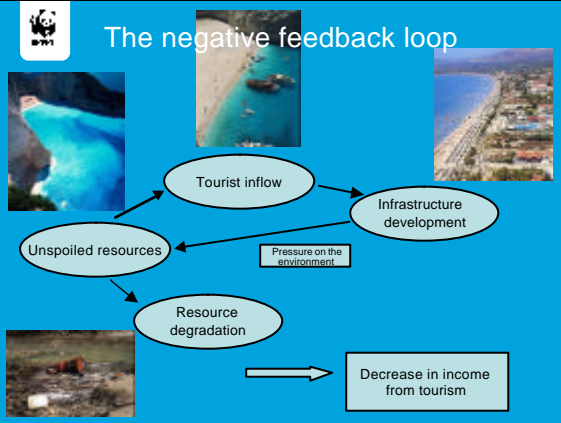 The negative feedback loop
Tourist inflow
Infrastructure
development
Unspoiled resources
Pressure on the
environment
Resource
degradation
Decrease in income
from tourism